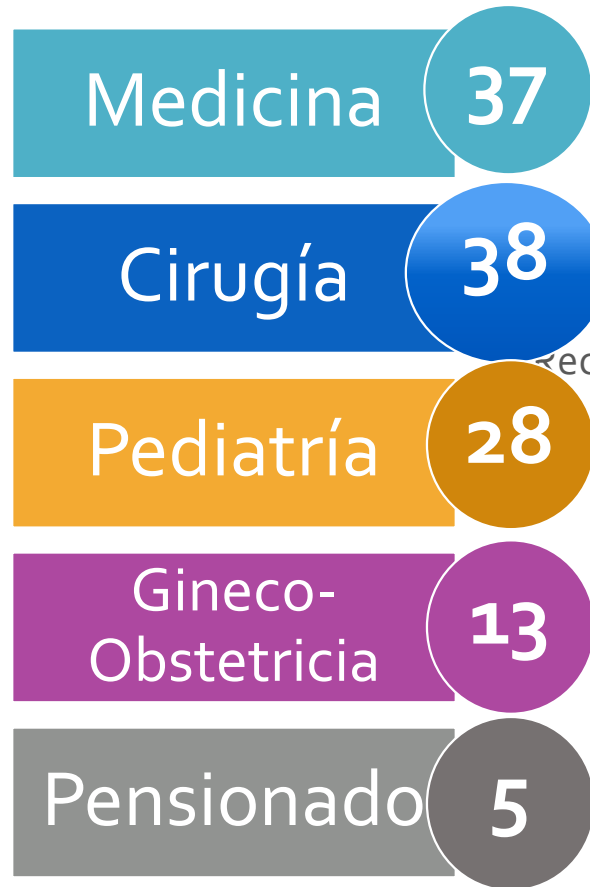 Medicina 37
Cirugía 38
Pediatría 28
Gineco-
Obstetricia 13
Pensionado 5